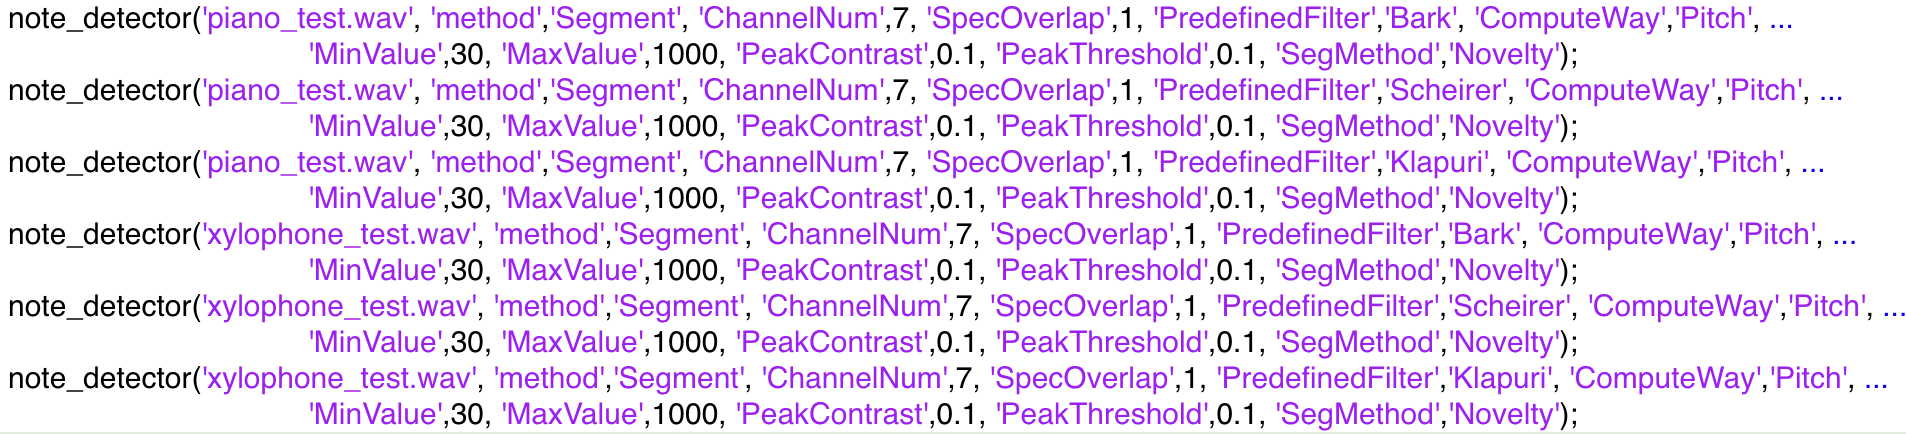 note_detector('piano_test.wav', 'method','Segment', 'ChannelNum',7, 'SpecOverlap',1, 'PredefinedFilter','Bark', 'ComputeWay','Pitch', ...
'MinValue',30, 'MaxValue',1000, 'PeakContrast',0.1, 'PeakThreshold',0.1, 'SegMethod','Novelty');
note_detector('piano_test.wav', 'method','Segment', 'ChannelNum',7, 'SpecOverlap',1, 'PredefinedFilter','Scheirer', 'ComputeWay','Pitch', ...
'MinValue',30, 'MaxValue',1000, 'PeakContrast',0.1, 'PeakThreshold',0.1, 'SegMethod','Novelty');
note_detector('piano_test.wav', 'method','Segment', 'ChannelNum',7, 'SpecOverlap',1, 'PredefinedFilter','Klapuri', 'ComputeWay','Pitch', ...
'MinValue',30, 'MaxValue',1000, 'PeakContrast',0.1, 'PeakThreshold',0.1, 'SegMethod','Novelty');
note_detector('xylophone_test.wav', 'method','Segment', 'ChannelNum',7, 'SpecOverlap',1, 'PredefinedFilter','Bark', 'ComputeWay','Pitch', ...
'MinValue',30, 'MaxValue',1000, 'PeakContrast',0.1, 'PeakThreshold',0.1, 'SegMethod','Novelty');
note_detector('xylophone_test.wav', 'method','Segment', 'ChannelNum',7, 'SpecOverlap',1, 'PredefinedFilter','Scheirer', 'ComputeWay','Pitch', ...
'MinValue',30, 'MaxValue',1000, 'PeakContrast',0.1, 'PeakThreshold',0.1, 'SegMethod','Novelty');
note_detector('xylophone_test.wav', 'method','Segment', 'ChannelNum',7, 'SpecOverlap',1, 'PredefinedFilter','Klapuri', 'ComputeWay','Pitch', ...
'MinValue',30, 'MaxValue',1000, 'PeakContrast',0.1, 'PeakThreshold',0.1, 'SegMethod','Novelty');